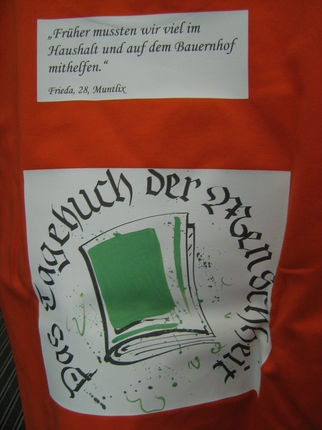 „Früher mussten wir viel im
Haushalt und auf dem Bauernhof
mithelfen.“
Frieda, 28, Muntlix
Das Tagebuch der Menschheit